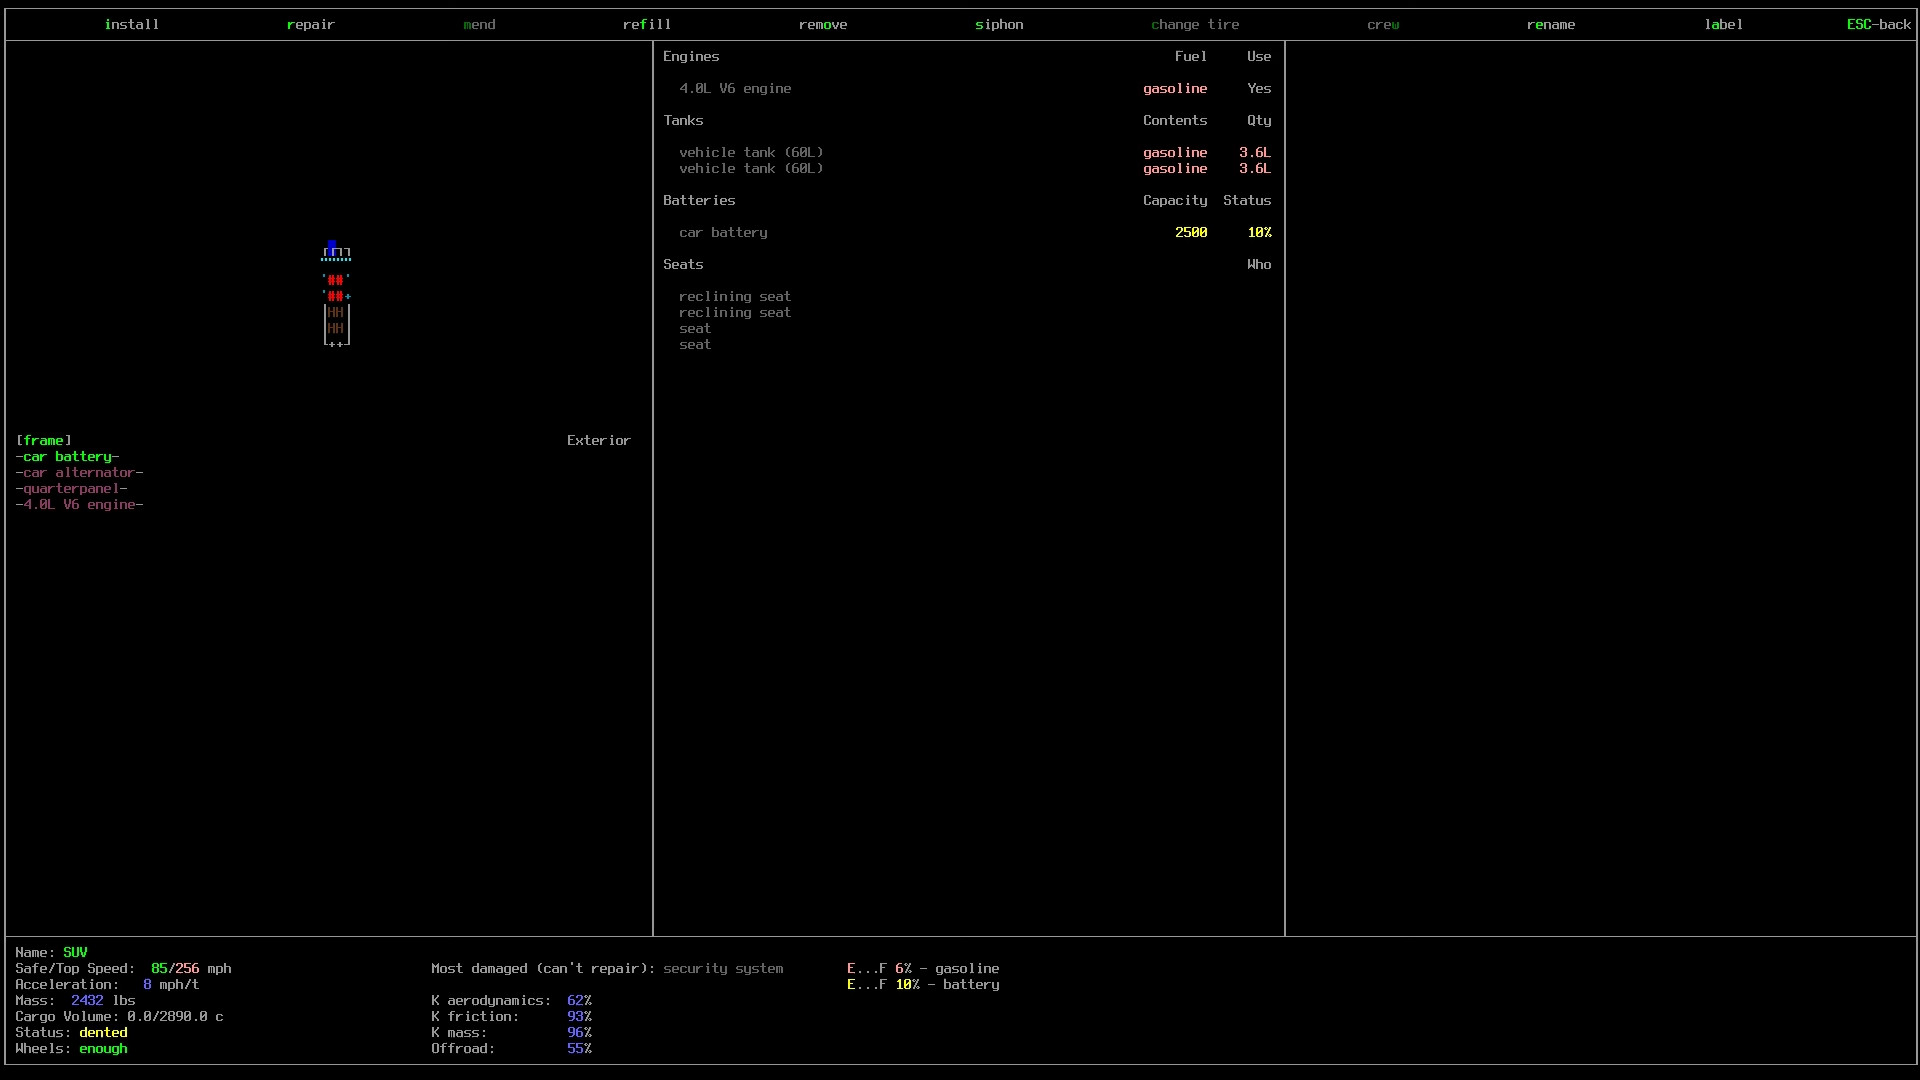 install repair mend refill remove siphon change tire crew rename label ESC-back
Engines Fuel Use
4.0L V6 engine gasoline Yes
Tanks Contents Qty
vehicle tank (60L) gasoline 3.6L
vehicle tank (60L) gasoline 3.6L
Batteries Capacity Status
car battery 2500 10%
Seats Who
reclining seat
reclining seat
seat
seat
'##'
'##+
HH
HH
[frame] Exterior
-car battery-
-car alternator-
-quarterpanel-
-4.0L V6 engine-
Name: SUV
Safe/Top Speed: 85/256 mph Most damaged (can't repair): security system E...F 6% - gasoline
Acceleration: 8 mph/t E...F 10% - battery
Mass: 2432 lbs K aerodynamics: 62%
Cargo Volume: 0.0/2890.0 c K friction: 93%
Status: dented K mass: 96%
Wheels: enough Offroad: 55%